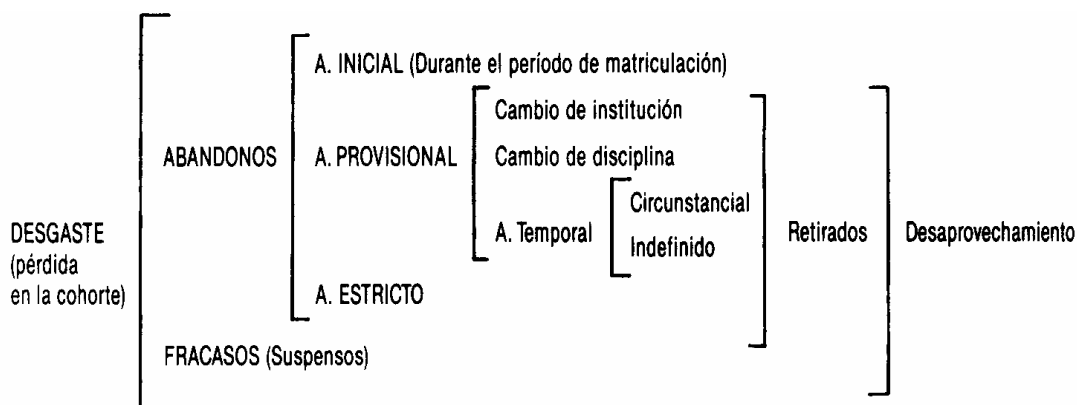 A. INICIAL (Durante el período de matriculación)
Cambio de institución
ABANDONOS
A. PROVISIONAL
Cambio de disciplina
Circunstancial
DESGASTE
(pérdida
en la cohorte)
A. Temporal
Indefinido
Retirados
Desaprovechamiento
A. ESTRICTO
FRACASOS (Suspensos)